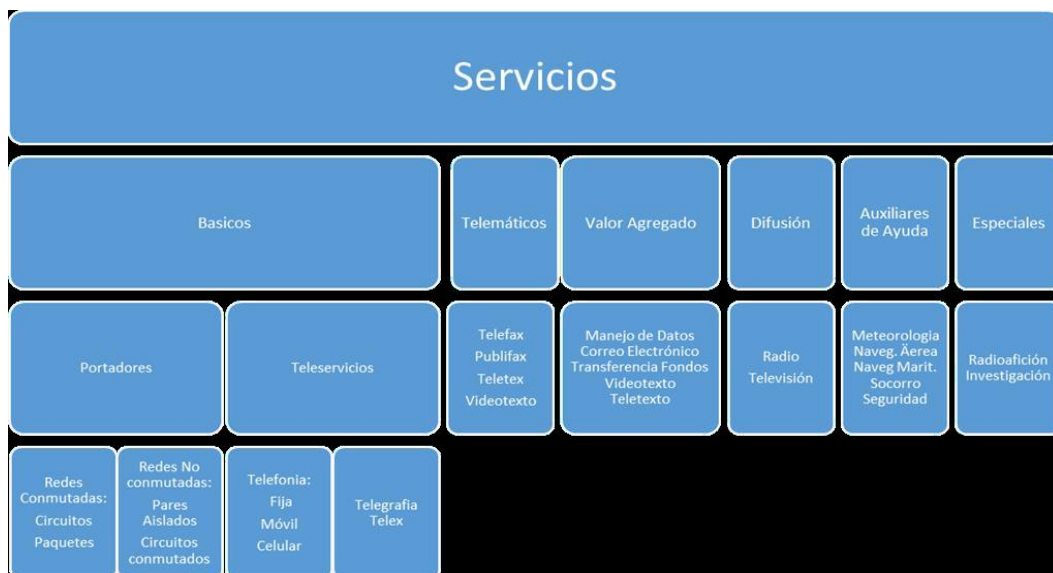 Servicios
Basicos
Telemáticos
Valor Agregado
Difusión
Auxiliares
de Ayuda
Especiales
Portadores
Teleservicios
Telefax
Publifax
Teletex
Videotexto
Manejo de Datos
Correo Electrónico
Transferencia Fondos
Videotexto
Teletexto
Radio
Televisión
Meteorologia
Naveg. Äerea
Naveg Marit.
Socorro
Seguridad
Radioafición
Investigación
Redes
Conmutadas:
Circuitos
Paquetes
Redes No
conmutadas:
Pares
Aislados
Circuitos
conmutados
Telefonia:
Fija
Móvil
Celular
Telegrafia
Telex